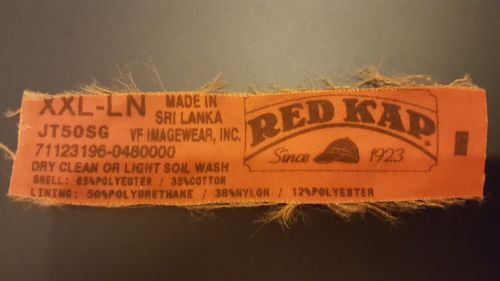 XXL-LN
MADE IN
SRI LANKA
JT50SG
VF IMAGEWEAR, INC.
71123196-0480000
DRY CLEAN OR LIGHT SOIL WASH
SHELL: 65%POLYESTER / 35%COTTON
LINING: 50%POLYURETHANE / 38%NYLON / 12%POLYESTER
RED KAP
Since 1923